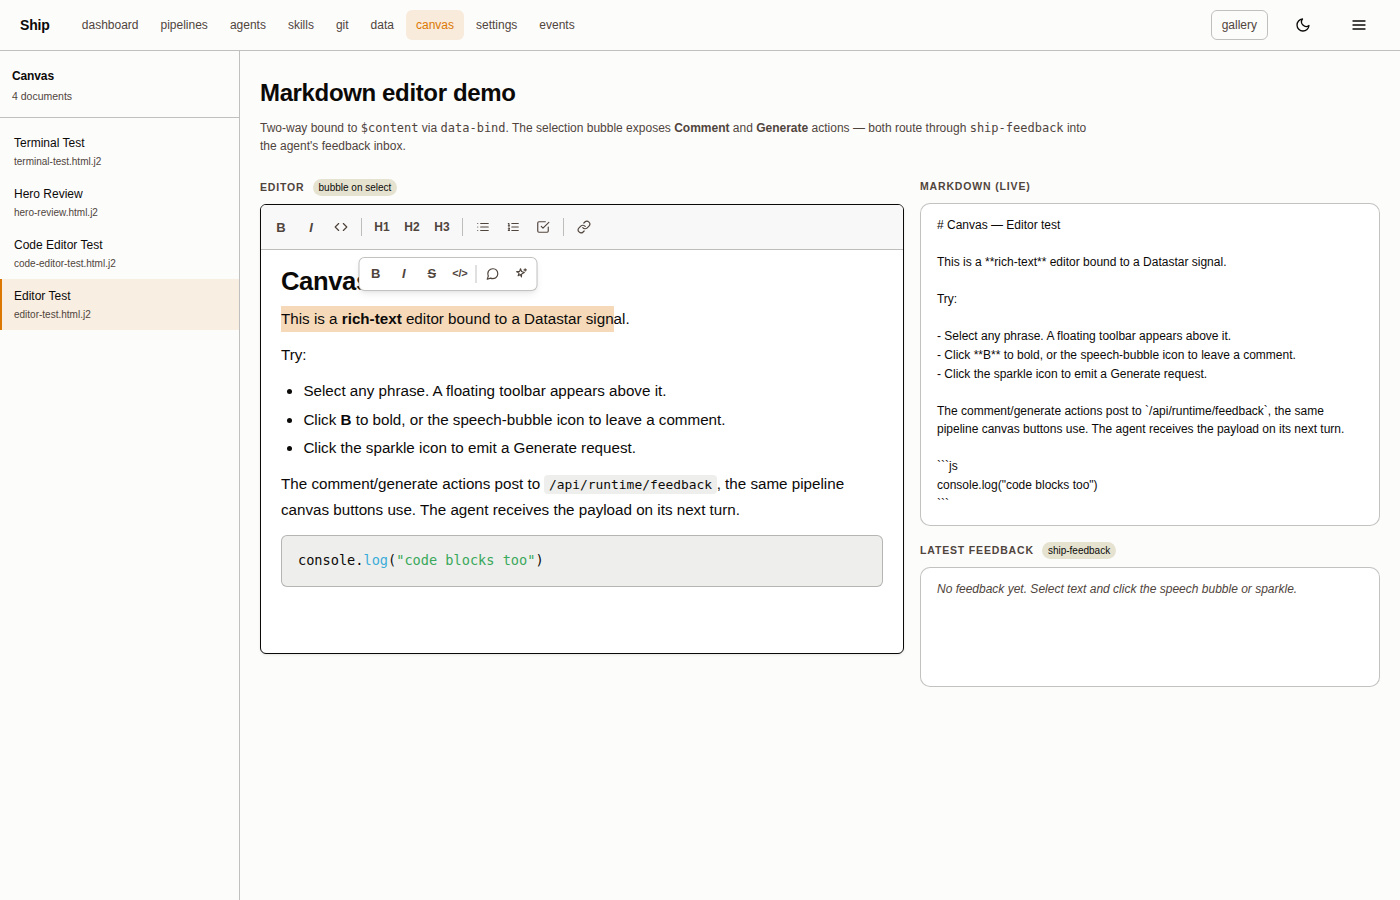 Ship
dashboard
pipelines
agents
skills
git
data
canvas
settings
events
gallery
Canvas
4 documents
Terminal Test
terminal-test.html.j2
Hero Review
hero-review.html.j2
Code Editor Test
code-editor-test.html.j2
Editor Test
editor-test.html.j2
Markdown editor demo
Two-way bound to $content via data-bind. The selection bubble exposes Comment and Generate actions — both route through ship-feedback into
the agent's feedback inbox.
EDITOR bubble on select
B I <> H1 H2 H3
B I S </>
Canvas
This is a rich-text editor bound to a Datastar signal.
Try:
• Select any phrase. A floating toolbar appears above it.
• Click B to bold, or the speech-bubble icon to leave a comment.
• Click the sparkle icon to emit a Generate request.
The comment/generate actions post to /api/runtime/feedback, the same pipeline
canvas buttons use. The agent receives the payload on its next turn.
console.log("code blocks too")
MARKDOWN (LIVE)
# Canvas — Editor test
This is a **rich-text** editor bound to a Datastar signal.
Try:
- Select any phrase. A floating toolbar appears above it.
- Click **B** to bold, or the speech-bubble icon to leave a comment.
- Click the sparkle icon to emit a Generate request.
The comment/generate actions post to `/api/runtime/feedback`, the same
pipeline canvas buttons use. The agent receives the payload on its next turn.
```js
console.log("code blocks too")
```
LATEST FEEDBACK ship-feedback
No feedback yet. Select text and click the speech bubble or sparkle.